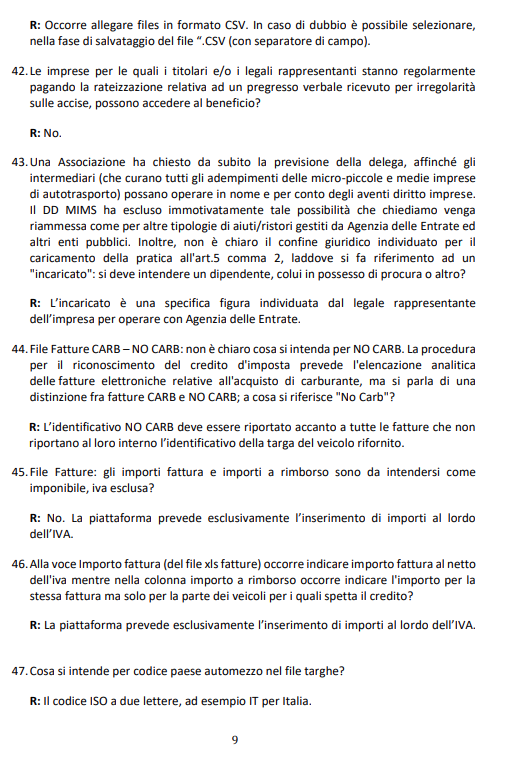 R: Occorre allegare files in formato CSV. In caso di dubbio è possibile selezionare,
nella fase di salvataggio del file “.CSV (con separatore di campo).
42. Le imprese per le quali i titolari e/o i legali rappresentanti stanno regolarmente
pagando la rateizzazione relativa ad un pregresso verbale ricevuto per irregolarità
sulle accise, possono accedere al beneficio?
R: No.
43. Una Associazione ha chiesto da subito la previsione della delega, affinché gli
intermediari (che curano tutti gli adempimenti delle micro-piccole e medie imprese
di autotrasporto) possano operare in nome e per conto degli aventi diritto imprese.
Il DD MIMS ha escluso immotivatamente tale possibilità che chiediamo venga
riammessa come per altre tipologie di aiuti/ristori gestiti da Agenzia delle Entrate ed
altri enti pubblici. Inoltre, non è chiaro il confine giuridico individuato per il
caricamento della pratica all'art.5 comma 2, laddove si fa riferimento ad un
"incaricato": si deve intendere un dipendente, colui in possesso di procura o altro?
R: L’incaricato è una specifica figura individuata dal legale rappresentante
dell’impresa per operare con Agenzia delle Entrate.
44. File Fatture CARB – NO CARB: non è chiaro cosa si intenda per NO CARB. La procedura
per il riconoscimento del credito d'imposta prevede l'elencazione analitica
delle fatture elettroniche relative all'acquisto di carburante, ma si parla di una
distinzione fra fatture CARB e NO CARB; a cosa si riferisce "No Carb"?
R: L’identificativo NO CARB deve essere riportato accanto a tutte le fatture che non
riportano al loro interno l’identificativo della targa del veicolo rifornito.
45. File Fatture: gli importi fattura e importi a rimborso sono da intendersi come
imponibile, iva esclusa?
R: No. La piattaforma prevede esclusivamente l’inserimento di importi al lordo
dell’IVA.
46. Alla voce Importo fattura (del file xls fatture) occorre indicare importo fattura al netto
dell'iva mentre nella colonna importo a rimborso occorre indicare l'importo per la
stessa fattura ma solo per la parte dei veicoli per i quali spetta il credito?
R: La piattaforma prevede esclusivamente l’inserimento di importi al lordo dell’IVA.
47. Cosa si intende per codice paese automezzo nel file targhe?
R: Il codice ISO a due lettere, ad esempio IT per Italia.
9